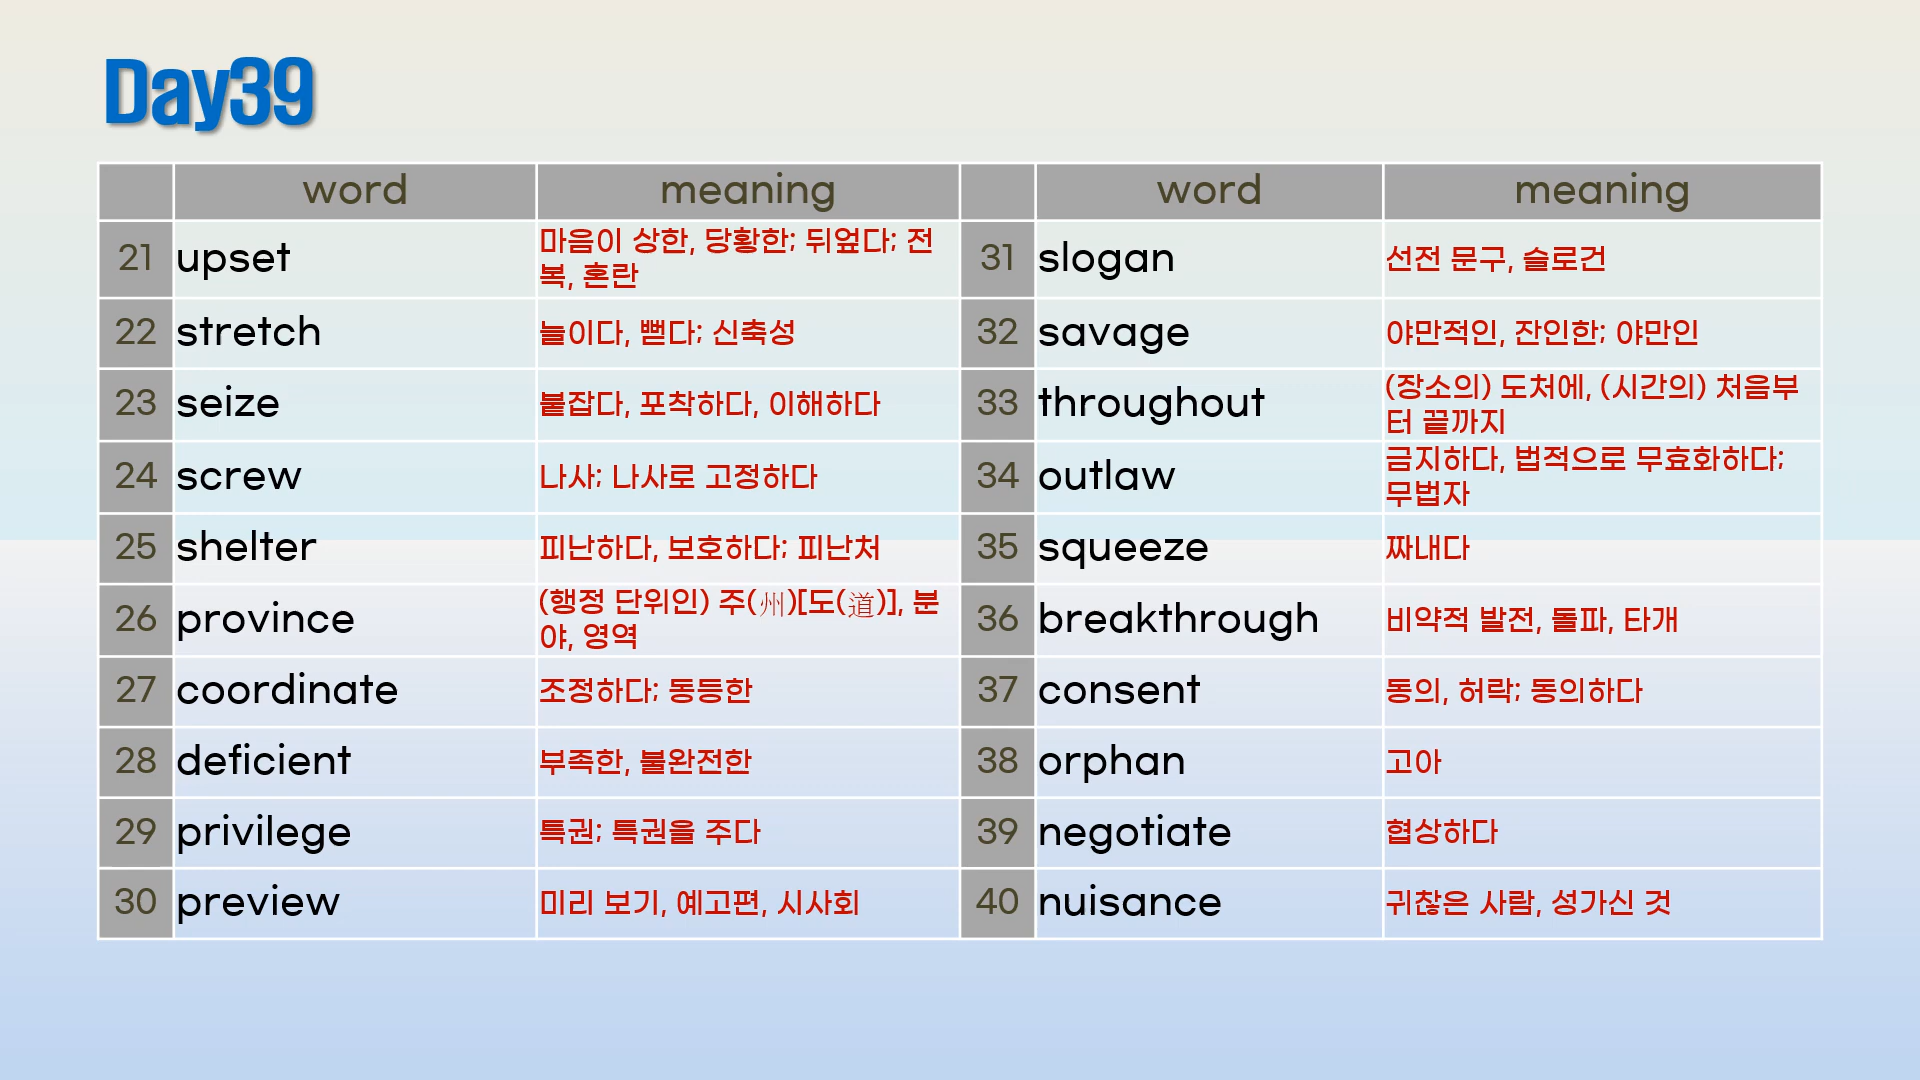 Day39
word meaning word meaning
21 upset 마음이 상한, 당황한; 뒤엎다; 전
복, 혼란
31 slogan 선전 문구, 슬로건
22 stretch 늘이다, 뻗다; 신축성
32 savage 야만적인, 잔인한; 야만인
23 seize 붙잡다, 포착하다, 이해하다
33 throughout (장소의) 도처에, (시간의) 처음부
터 끝까지
24 screw 나사; 나사로 고정하다
34 outlaw 금지하다, 법적으로 무효화하다;
무법자
25 shelter 피난하다, 보호하다; 피난처
35 squeeze 짜내다
26 province (행정 단위인) 주(州)[도(道)], 분
야, 영역
36 breakthrough 비약적 발전, 돌파, 타개
27 coordinate 조정하다; 동등한
37 consent 동의, 허락; 동의하다
28 deficient 부족한, 불완전한
38 orphan 고아
29 privilege 특권; 특권을 주다
39 negotiate 협상하다
30 preview 미리 보기, 예고편, 시사회
40 nuisance 귀찮은 사람, 성가신 것